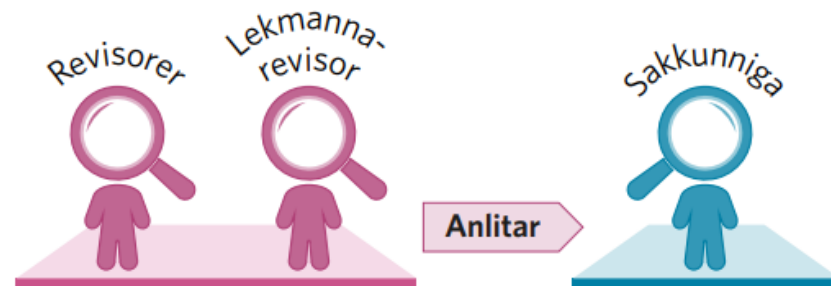 Revisorer
Lekmanna-
revisor
Anlitar
Sakkunniga